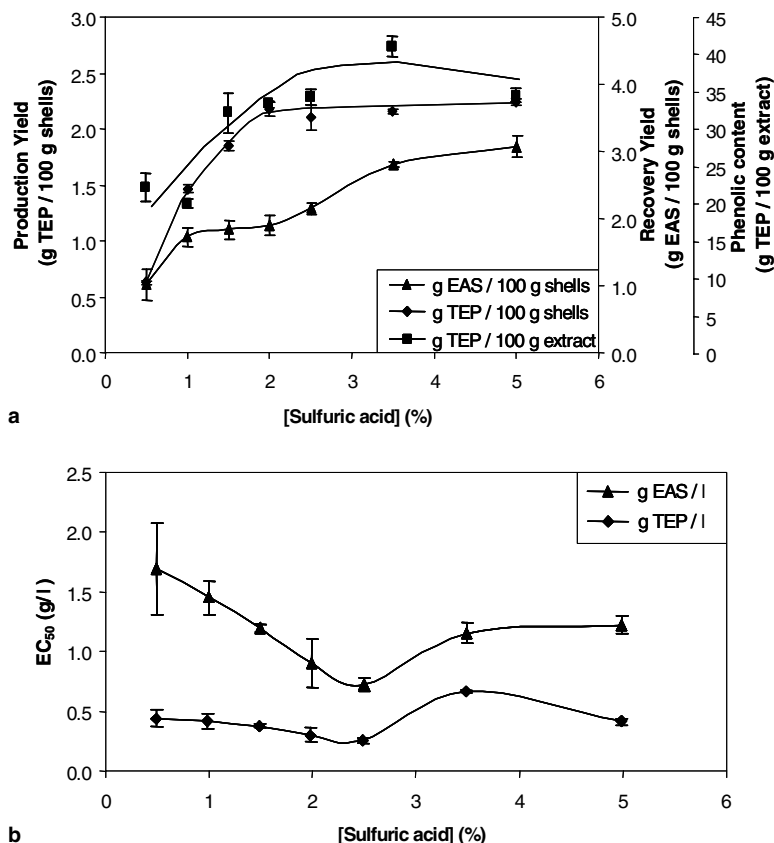 3.0
2.5
2.0
1.5
1.0
0.5
0.0
Production Yield
(g TEP / 100 g shells)
5.0
4.0
3.0
2.0
1.0
0.0
Recovery Yield
(g EAS / 100 g shells)
45
40
35
30
25
20
15
10
5
0
Phenolic content
(g TEP / 100 g extract)
g EAS / 100 g shells
g TEP / 100 g shells
g TEP / 100 g extract
0 1 2 3 4 5 6
[Sulfuric acid] (%)
a
2.5
2.0
1.5
1.0
0.5
0.0
EC50 (g/l)
g EAS / l
g TEP / l
0 1 2 3 4 5 6
[Sulfuric acid] (%)
b